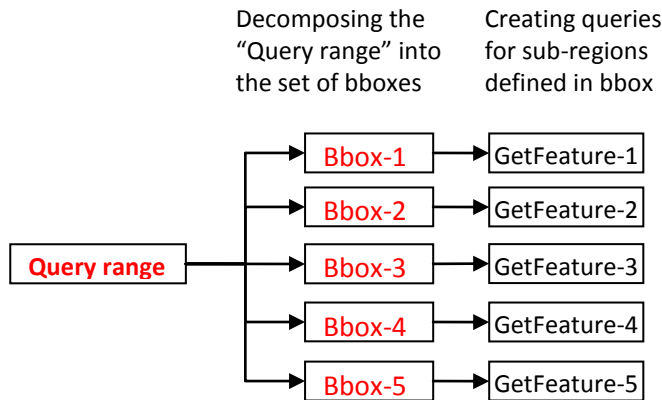 Decomposing the
“Query range” into
the set of bboxes
Creating queries
for sub-regions
defined in bbox
Query range
Bbox-1
GetFeature-1
Bbox-2
GetFeature-2
Bbox-3
GetFeature-3
Bbox-4
GetFeature-4
Bbox-5
GetFeature-5